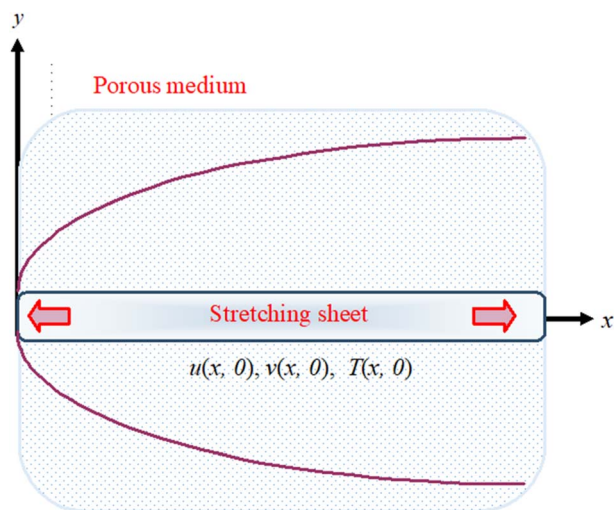 y
Porous medium
Stretching sheet
x
u(x, 0), v(x, 0), T(x, 0)